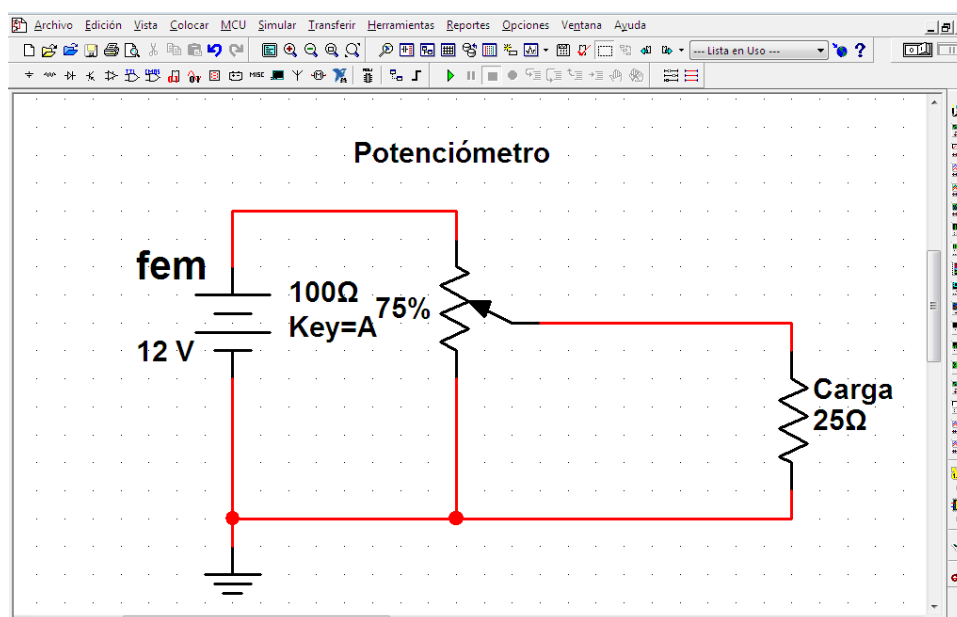 Archivo Edición Vista Colocar MCU Simular Transferir Herramientas Reportes Opciones Ventana Ayuda
--- Lista en Uso ---
MISC
Potenciómetro
fem
100Ω
75%
Key=A
12 V
Carga
25Ω